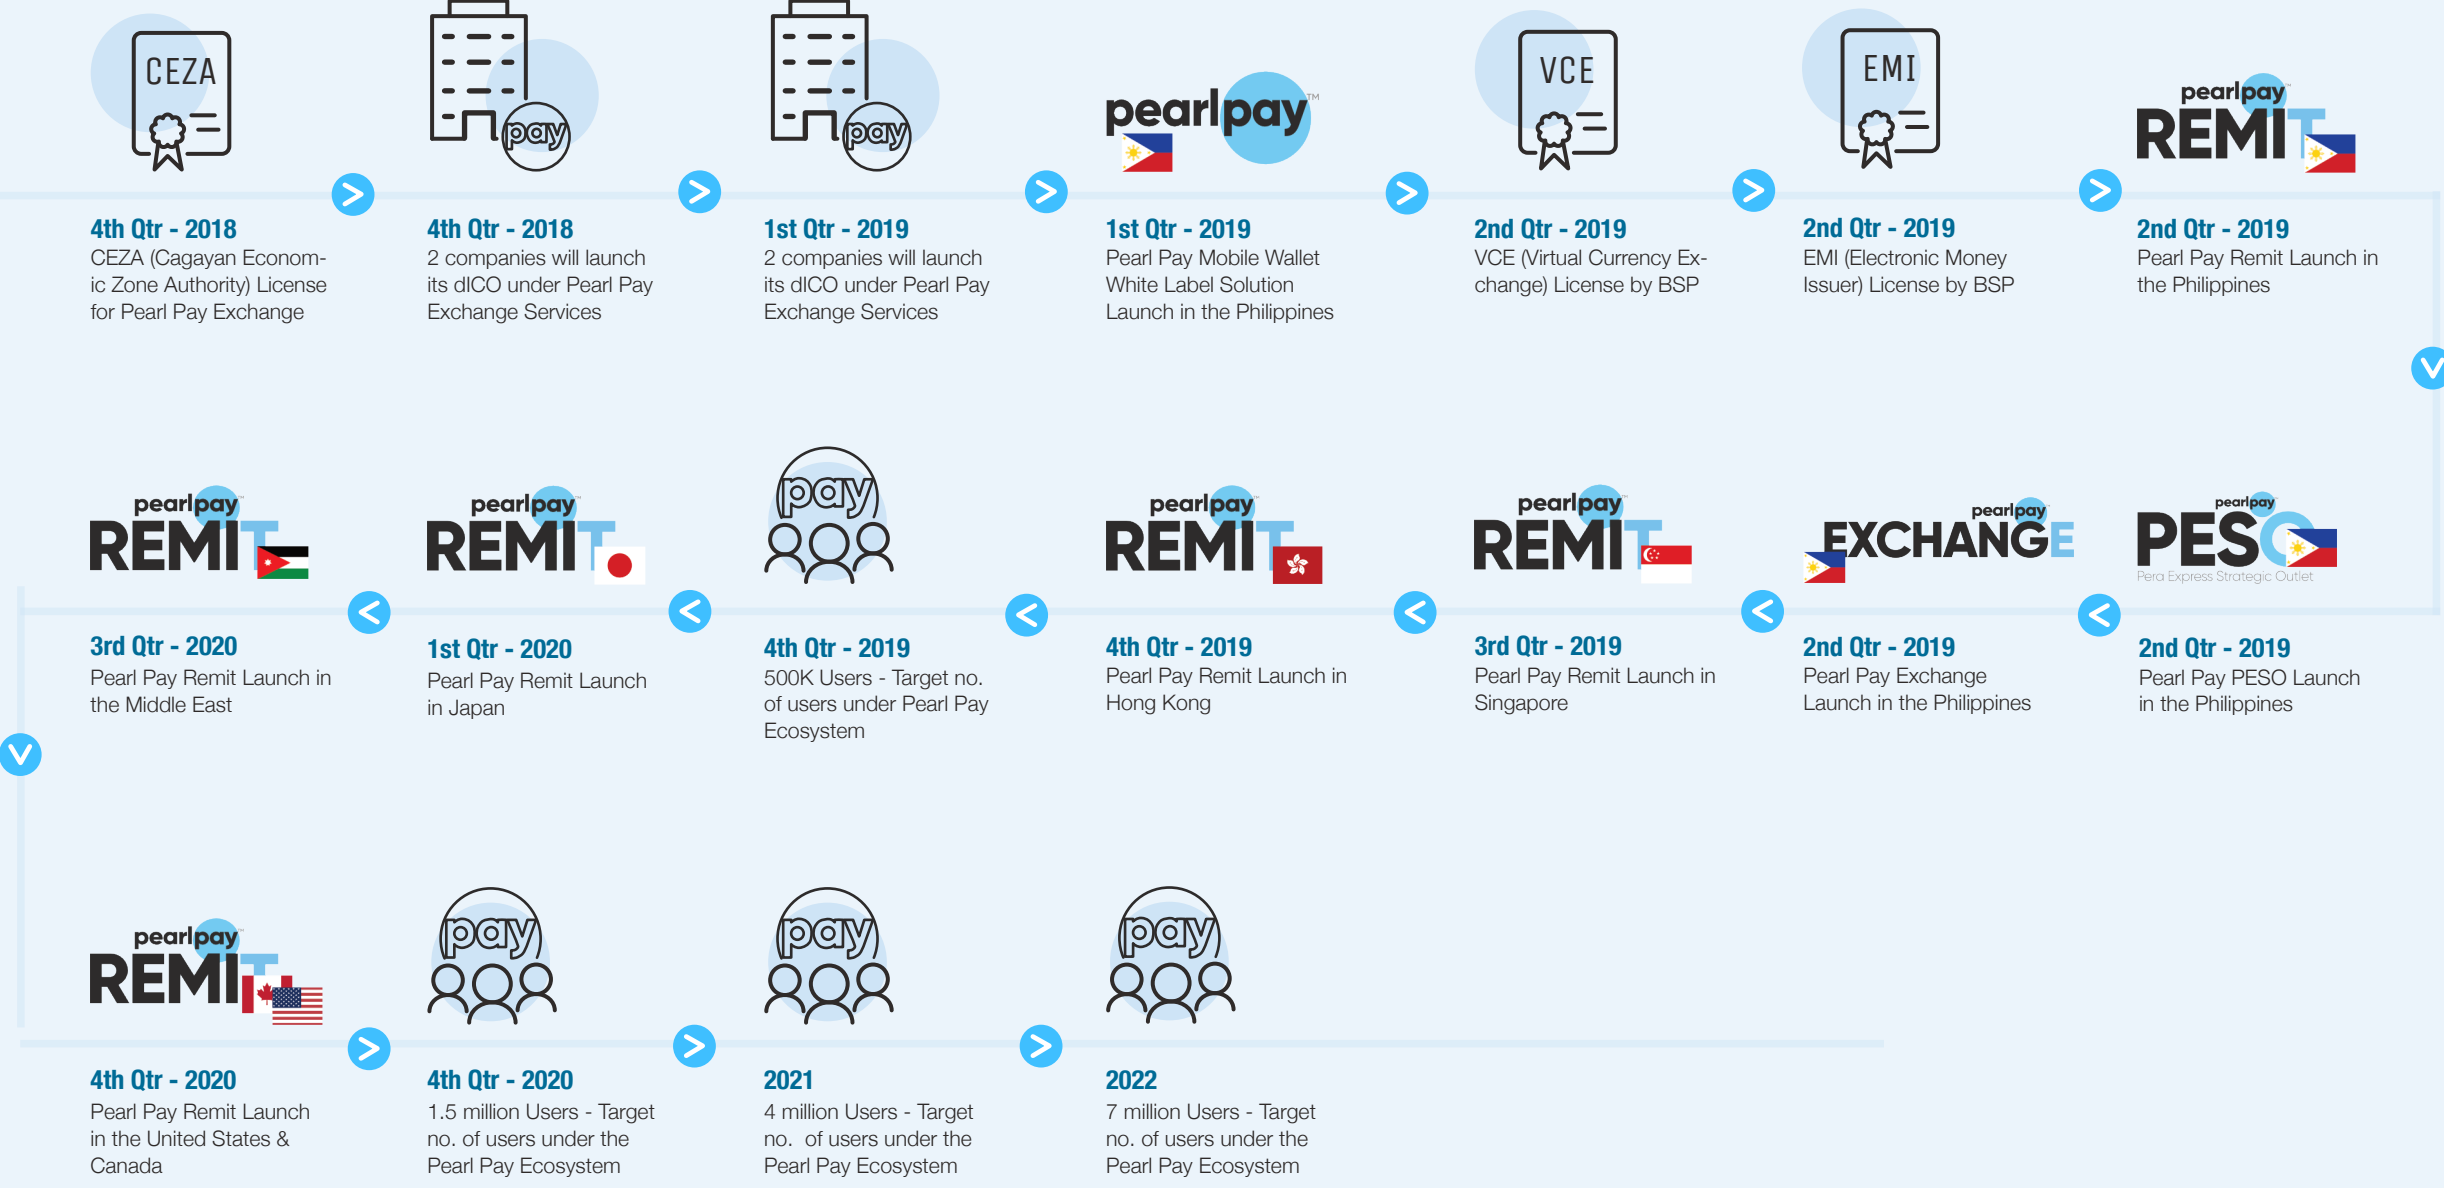 CEZA
4th Qtr - 2018
CEZA (Cagayan Econom-
ic Zone Authority) License
for Pearl Pay Exchange
pay
4th Qtr - 2018
2 companies will launch
its dICO under Pearl Pay
Exchange Services
pay
1st Qtr - 2019
2 companies will launch
its dICO under Pearl Pay
Exchange Services
pearlpay™
1st Qtr - 2019
Pearl Pay Mobile Wallet
White Label Solution
Launch in the Philippines
VCE
2nd Qtr - 2019
VCE (Virtual Currency Ex-
change) License by BSP
EMI
2nd Qtr - 2019
EMI (Electronic Money
Issuer) License by BSP
pearlpay™
REMIT
2nd Qtr - 2019
Pearl Pay Remit Launch in
the Philippines
pearlpay
PESO
Pera Express Strategic Outlet
2nd Qtr - 2019
Pearl Pay PESO Launch
in the Philippines
pearlpay™
EXCHANGE
2nd Qtr - 2019
Pearl Pay Exchange
Launch in the Philippines
pearlpay™
REMIT
3rd Qtr - 2019
Pearl Pay Remit Launch in
Singapore
pearlpay™
REMIT
4th Qtr - 2019
Pearl Pay Remit Launch in
Hong Kong
pay
4th Qtr - 2019
500K Users - Target no.
of users under Pearl Pay
Ecosystem
pearlpay™
REMIT
1st Qtr - 2020
Pearl Pay Remit Launch
in Japan
pearlpay™
REMIT
3rd Qtr - 2020
Pearl Pay Remit Launch in
the Middle East
pearlpay™
REMIT
4th Qtr - 2020
Pearl Pay Remit Launch
in the United States &
Canada
pay
4th Qtr - 2020
1.5 million Users - Target
no. of users under the
Pearl Pay Ecosystem
pay
2021
4 million Users - Target
no.  of users under the
Pearl Pay Ecosystem
pay
2022
7 million Users - Target
no. of users under the
Pearl Pay Ecosystem